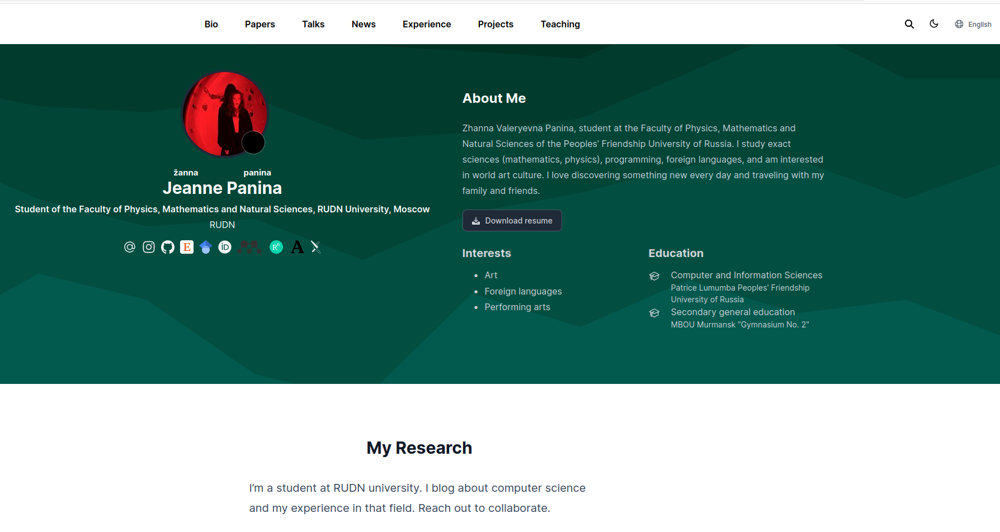 Bio Papers Talks News Experience Projects Teaching English
žanna panina
Jeanne Panina
Student of the Faculty of Physics, Mathematics and Natural Sciences, RUDN University, Moscow
RUDN
E iD R G A
About Me
Zhanna Valeryevna Panina, student at the Faculty of Physics, Mathematics and
Natural Sciences of the Peoples’ Friendship University of Russia. I study exact
sciences (mathematics, physics), programming, foreign languages, and am interested
in world art culture. I love discovering something new every day and traveling with my
family and friends.
Download resume
Interests
• Art
• Foreign languages
• Performing arts
Education
Computer and Information Sciences
Patrice Lumumba Peoples' Friendship
University of Russia
Secondary general education
MBOU Murmansk "Gymnasium No. 2"
My Research
I’m a student at RUDN university. I blog about computer science
and my experience in that field. Reach out to collaborate.